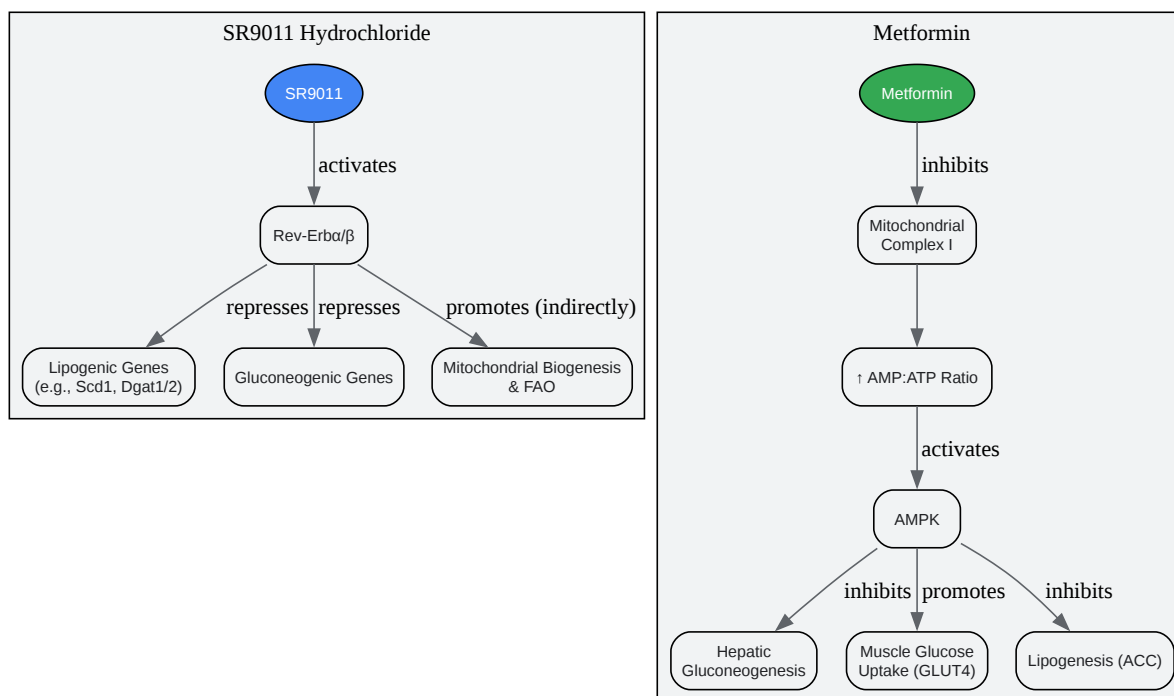 SR9011 Hydrochloride
SR9011
activates
Rev-Erbα/β
represses
represses
promotes (indirectly)
Lipogenic Genes
(e.g., Scd1, Dgat1/2)
Gluconeogenic Genes
Mitochondrial Biogenesis
& FAO
Metformin
Metformin
inhibits
Mitochondrial
Complex I
↑ AMP:ATP Ratio
activates
AMPK
inhibits
promotes
inhibits
Hepatic
Gluconeogenesis
Muscle Glucose
Uptake (GLUT4)
Lipogenesis (ACC)